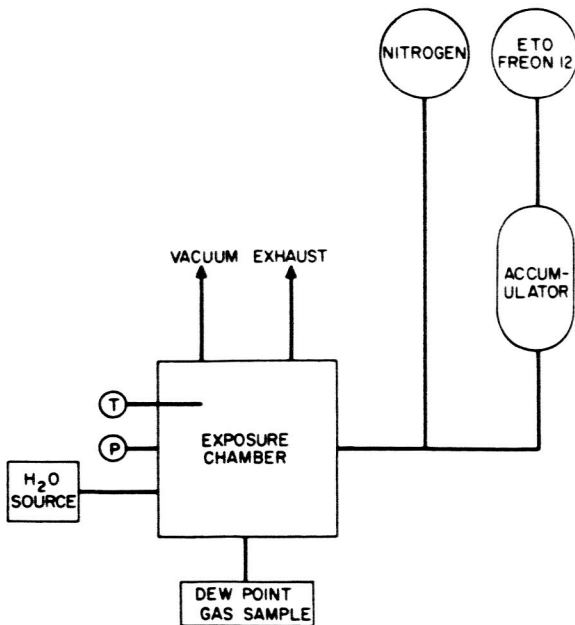 NITROGEN
ETO
FREON 12
ACCUM-
ULATOR
VACUUM EXHAUST
T
P
EXPOSURE
CHAMBER
H₂O
SOURCE
DEW POINT
GAS SAMPLE